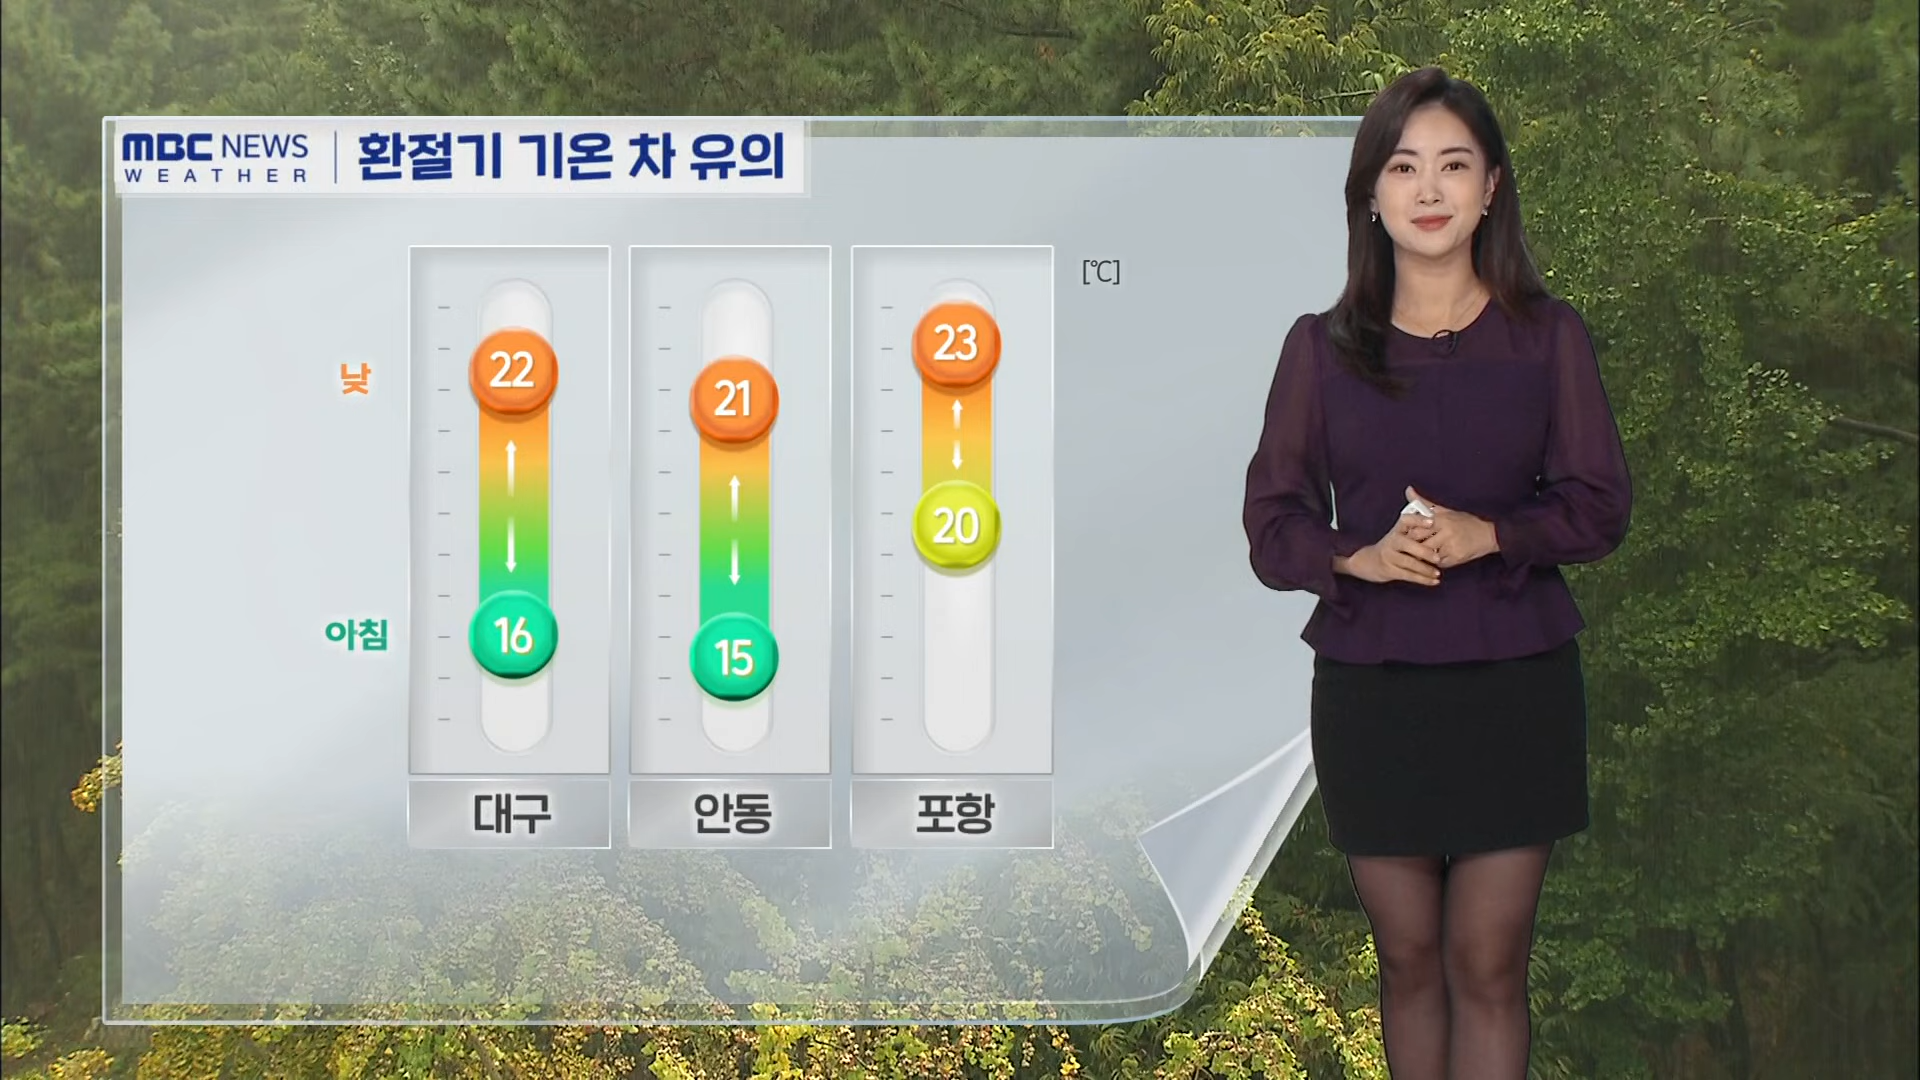 MBC NEWS
WEATHER
환절기 기온 차 유의
[℃]
낮
22
21
23
아침
16
15
20
대구
안동
포항